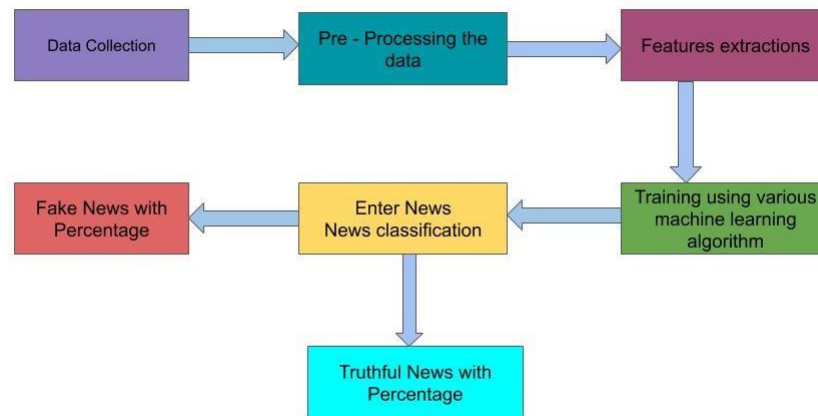 Data Collection
Pre - Processing the
data
Features extractions
Fake News with
Percentage
Enter News
News classification
Training using various
machine learning
algorithm
Truthful News with
Percentage